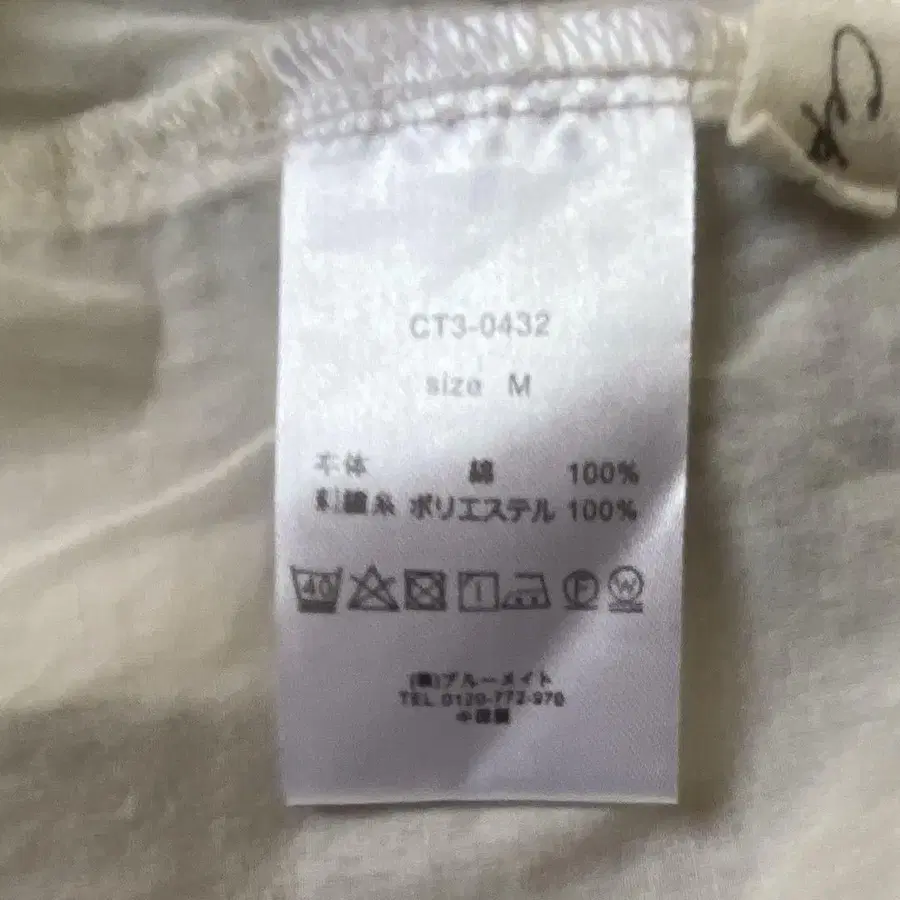 CT3-0432
size M
本体 綿 100%
刺繍糸 ポリエステル 100%
40 F W
(株)ブルーメイト
TEL 0120-772-970
中国製